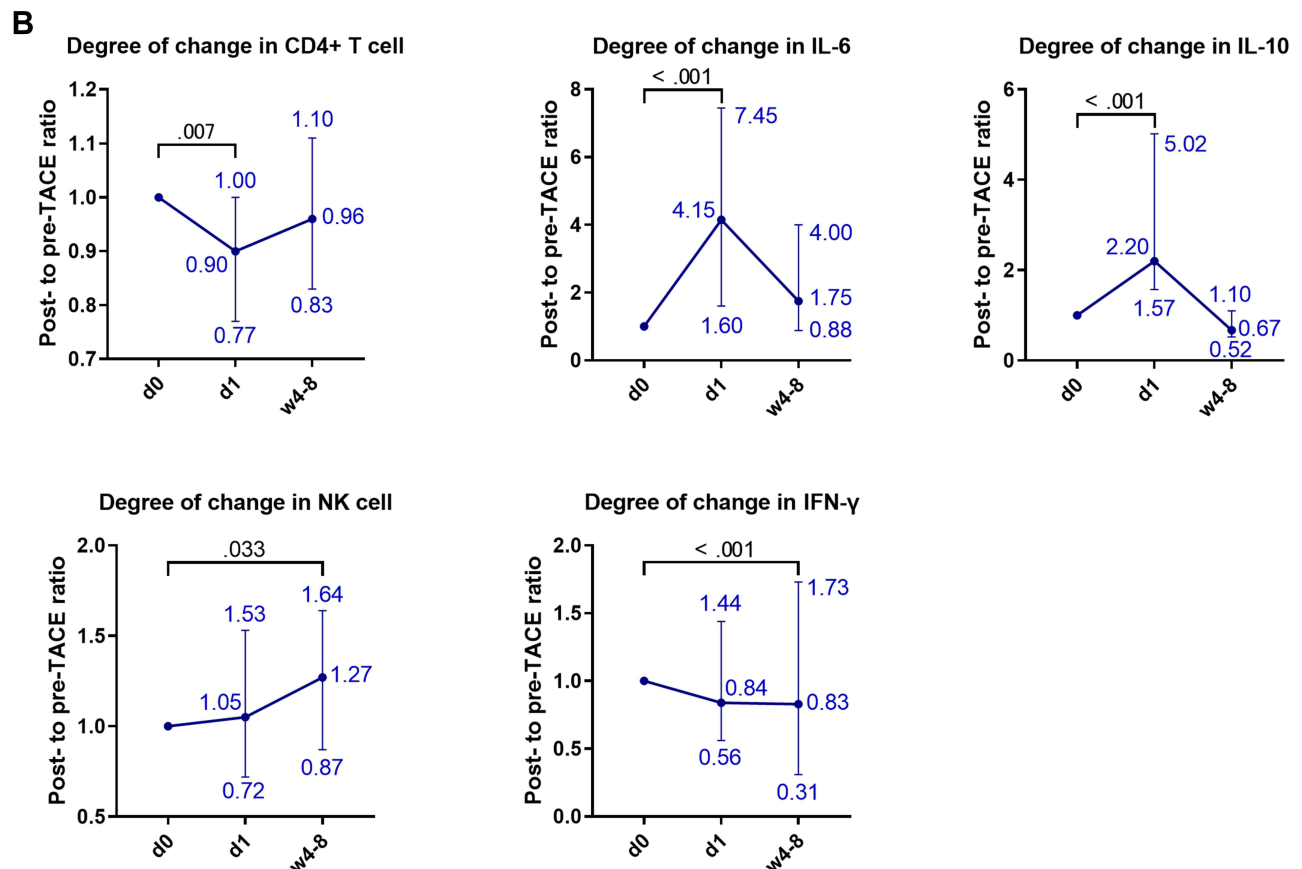 B
Degree of change in CD4+ T cell
Post- to pre-TACE ratio
1.2
1.1
1.0
0.9
0.8
0.7
.007
1.00
0.90
0.77
1.10
0.96
0.83
d0
d1
w4-8
Degree of change in IL-6
Post- to pre-TACE ratio
8
6
4
2
0
< .001
7.45
4.15
1.60
4.00
1.75
0.88
d0
d1
w4-8
Degree of change in IL-10
Post- to pre-TACE ratio
6
4
2
0
< .001
5.02
2.20
1.57
1.10
0.67
0.52
d0
d1
w4-8
Degree of change in NK cell
Post- to pre-TACE ratio
2.0
1.5
1.0
0.5
.033
1.53
1.05
0.72
1.64
1.27
0.87
d0
d1
w4-8
Degree of change in IFN-γ
Post- to pre-TACE ratio
2.0
1.5
1.0
0.5
0.0
< .001
1.44
0.84
0.56
1.73
0.83
0.31
d0
d1
w4-8